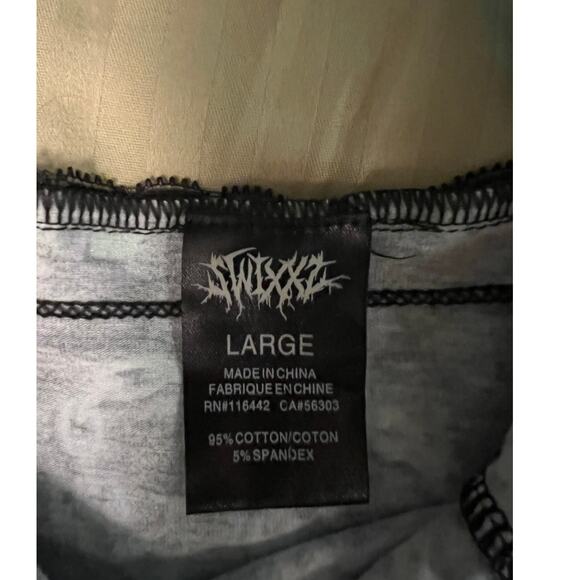 SWIXXZ
LARGE
MADE IN CHINA
FABRIQUE EN CHINE
RN#116442 CA#56303
95% COTTON/COTON
5% SPANDEX